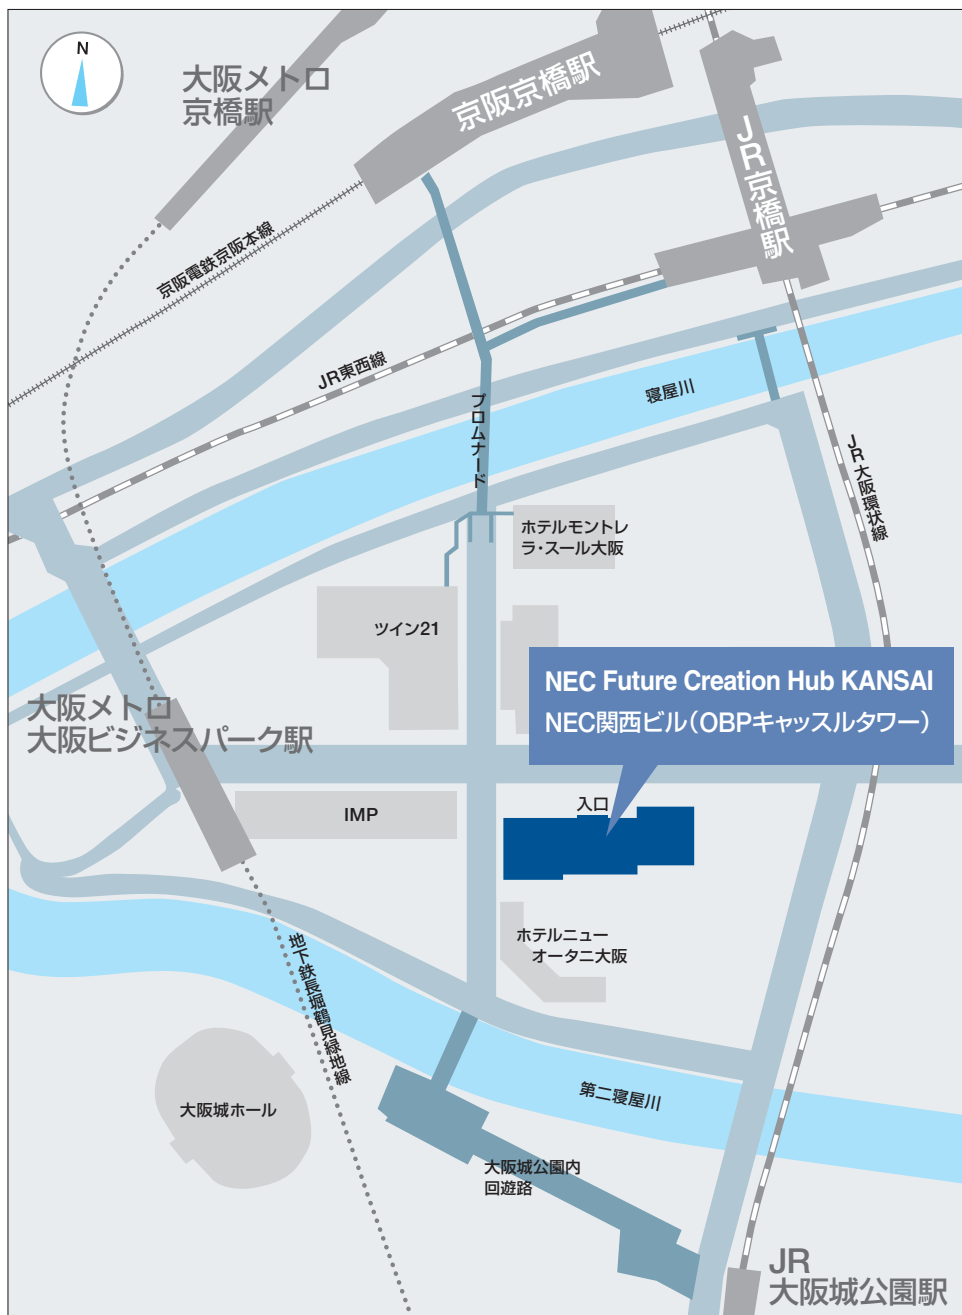 N
大阪メトロ
京橋駅
京阪京橋駅
JR京橋駅
京阪電鉄京阪本線
JR東西線
プロムナード
寝屋川
JR大阪環状線
ホテルモントレ
ラ・スール大阪
ツイン21
NEC Future Creation Hub KANSAI
NEC関西ビル（OBPキャッスルタワー）
大阪メトロ
大阪ビジネスパーク駅
IMP
入口
ホテルニュー
オータニ大阪
地下鉄長堀鶴見緑地線
第二寝屋川
大阪城ホール
大阪城公園内
回遊路
JR
大阪城公園駅